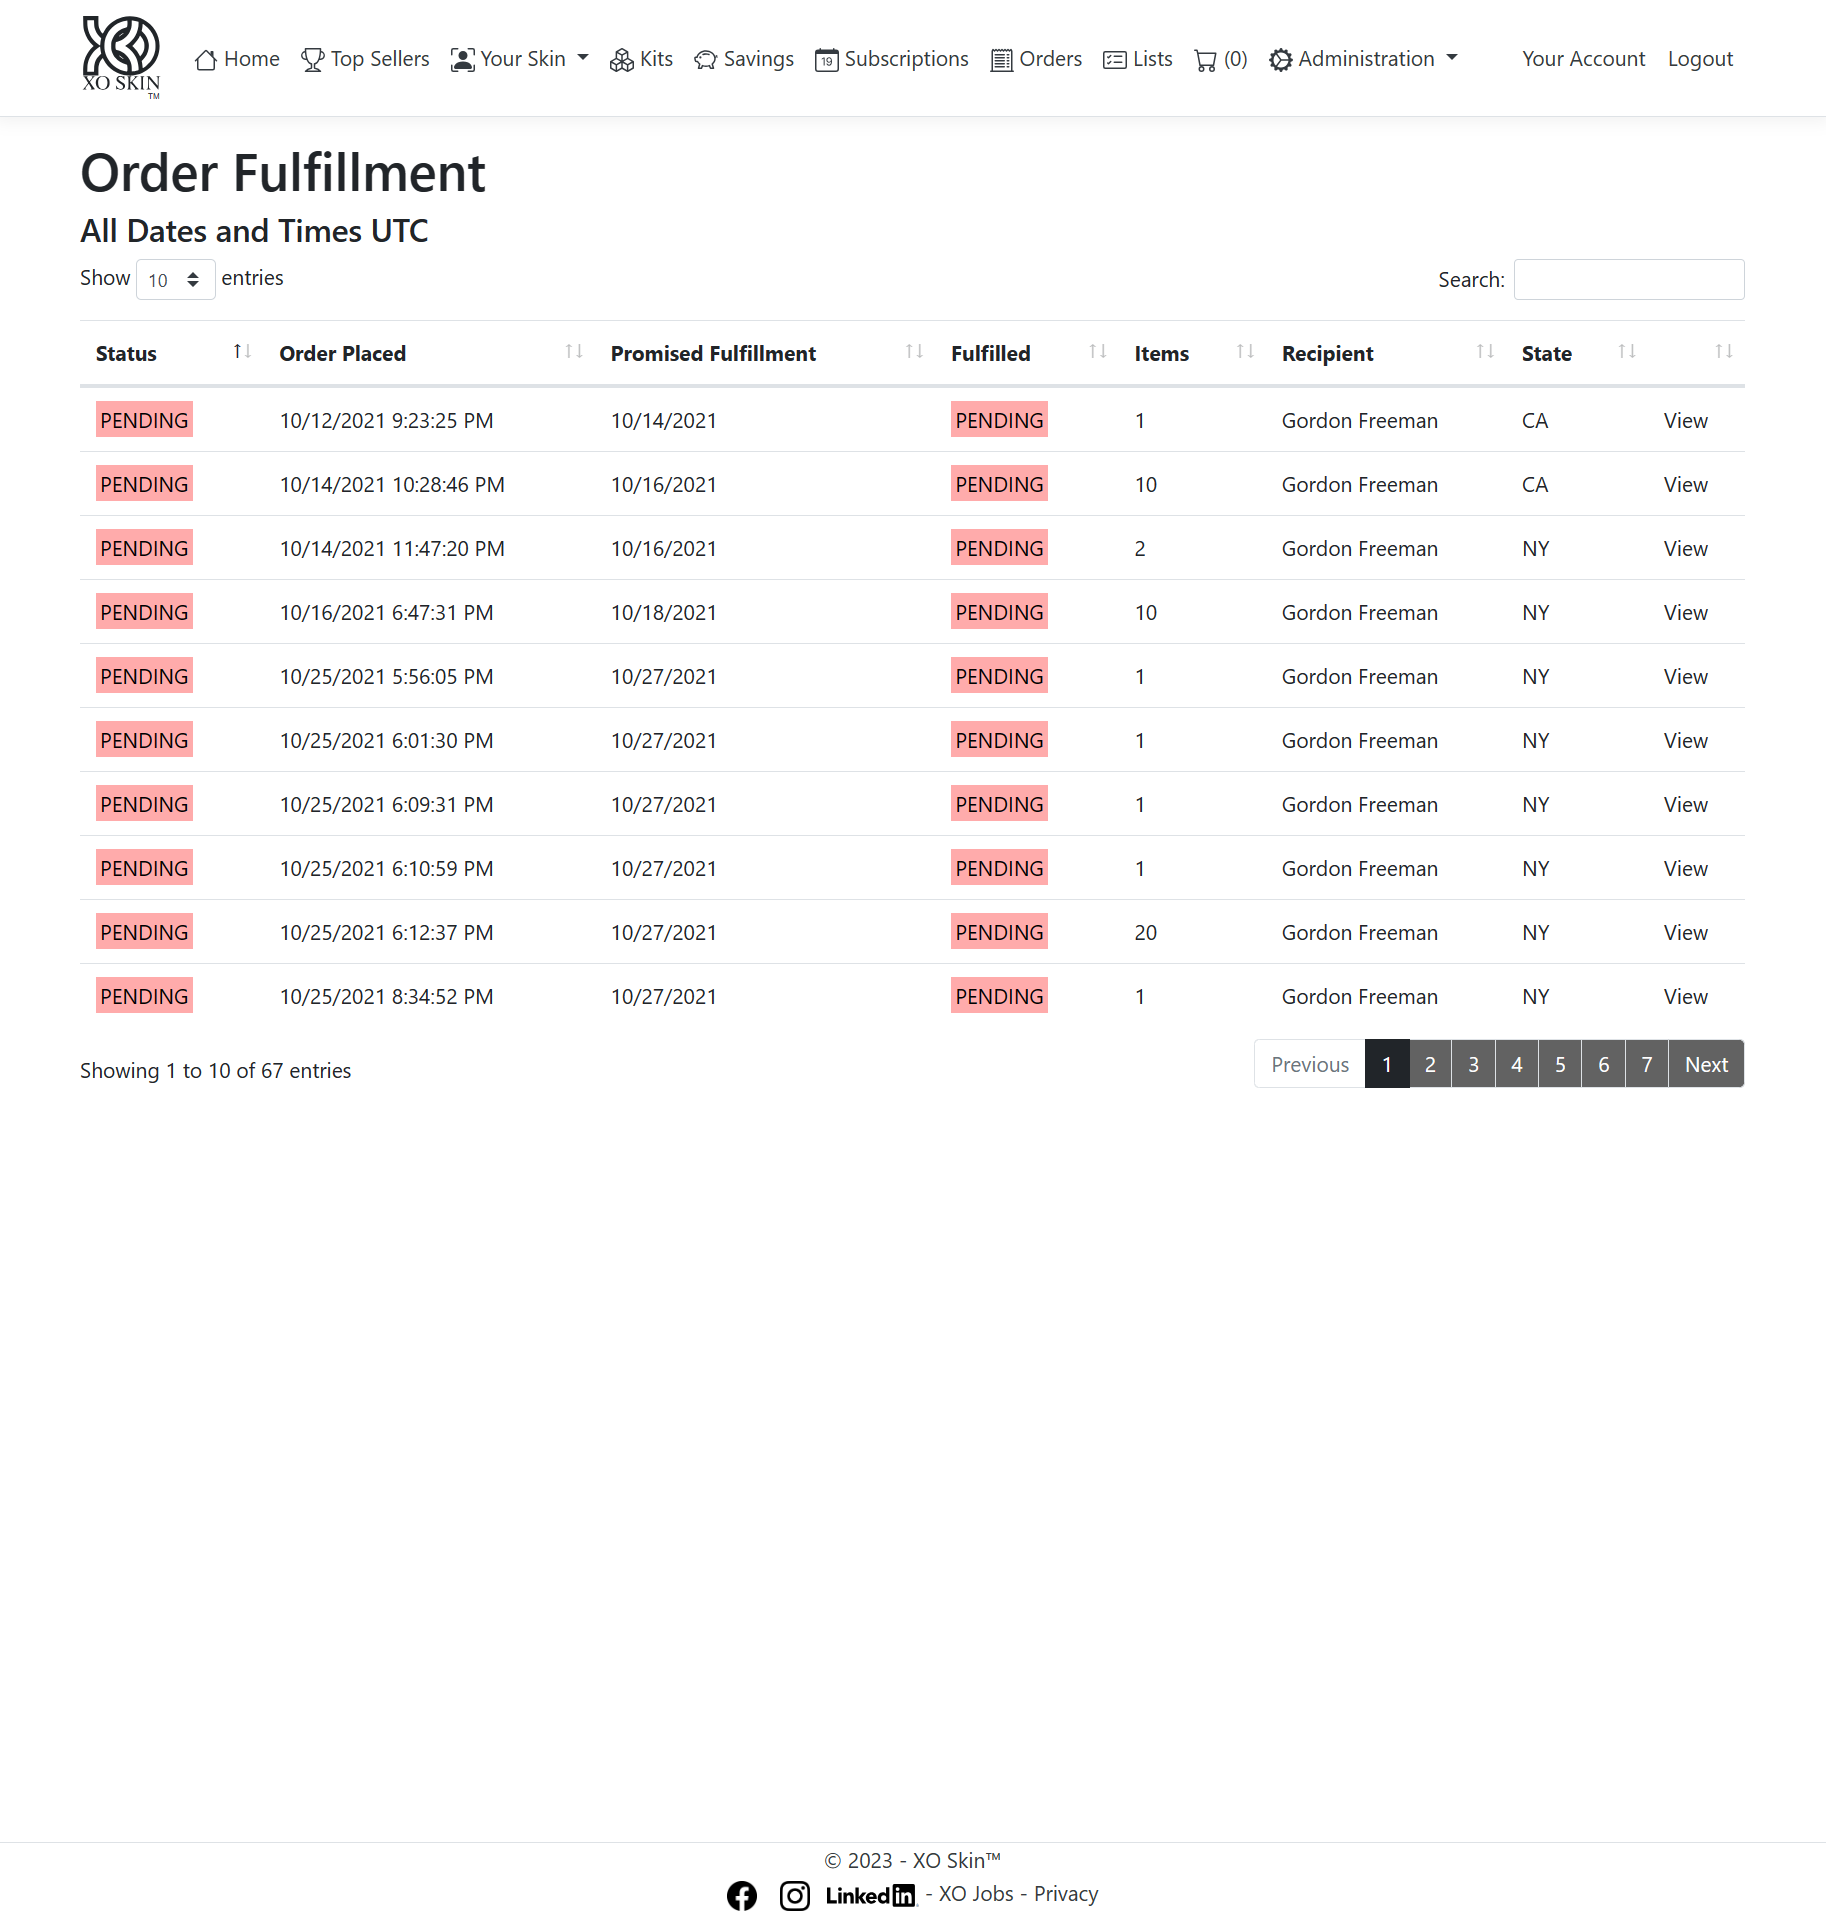 XO SKIN
TM
Home Top Sellers Your Skin Kits Savings 19 Subscriptions Orders Lists (0) Administration Your Account Logout
Order Fulfillment
All Dates and Times UTC
Show 10 entries Search:
Status Order Placed Promised Fulfillment Fulfilled Items Recipient State
PENDING 10/12/2021 9:23:25 PM 10/14/2021 PENDING 1 Gordon Freeman CA View
PENDING 10/14/2021 10:28:46 PM 10/16/2021 PENDING 10 Gordon Freeman CA View
PENDING 10/14/2021 11:47:20 PM 10/16/2021 PENDING 2 Gordon Freeman NY View
PENDING 10/16/2021 6:47:31 PM 10/18/2021 PENDING 10 Gordon Freeman NY View
PENDING 10/25/2021 5:56:05 PM 10/27/2021 PENDING 1 Gordon Freeman NY View
PENDING 10/25/2021 6:01:30 PM 10/27/2021 PENDING 1 Gordon Freeman NY View
PENDING 10/25/2021 6:09:31 PM 10/27/2021 PENDING 1 Gordon Freeman NY View
PENDING 10/25/2021 6:10:59 PM 10/27/2021 PENDING 1 Gordon Freeman NY View
PENDING 10/25/2021 6:12:37 PM 10/27/2021 PENDING 20 Gordon Freeman NY View
PENDING 10/25/2021 8:34:52 PM 10/27/2021 PENDING 1 Gordon Freeman NY View
Showing 1 to 10 of 67 entries Previous 1 2 3 4 5 6 7 Next
© 2023 - XO Skin™
LinkedIn - XO Jobs - Privacy